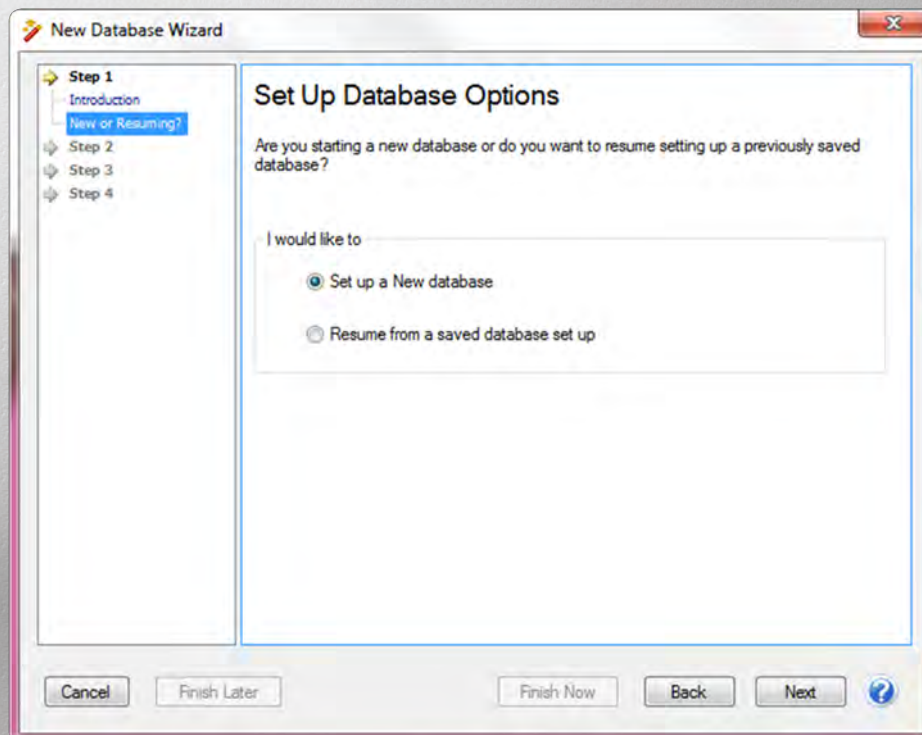 New Database Wizard
Step 1
Introduction
New or Resuming?
Step 2
Step 3
Step 4
Set Up Database Options
Are you starting a new database or do you want to resume setting up a previously saved
database?
I would like to
Set up a New database
Resume from a saved database set up
Cancel
Finish Later
Finish Now
Back
Next
?